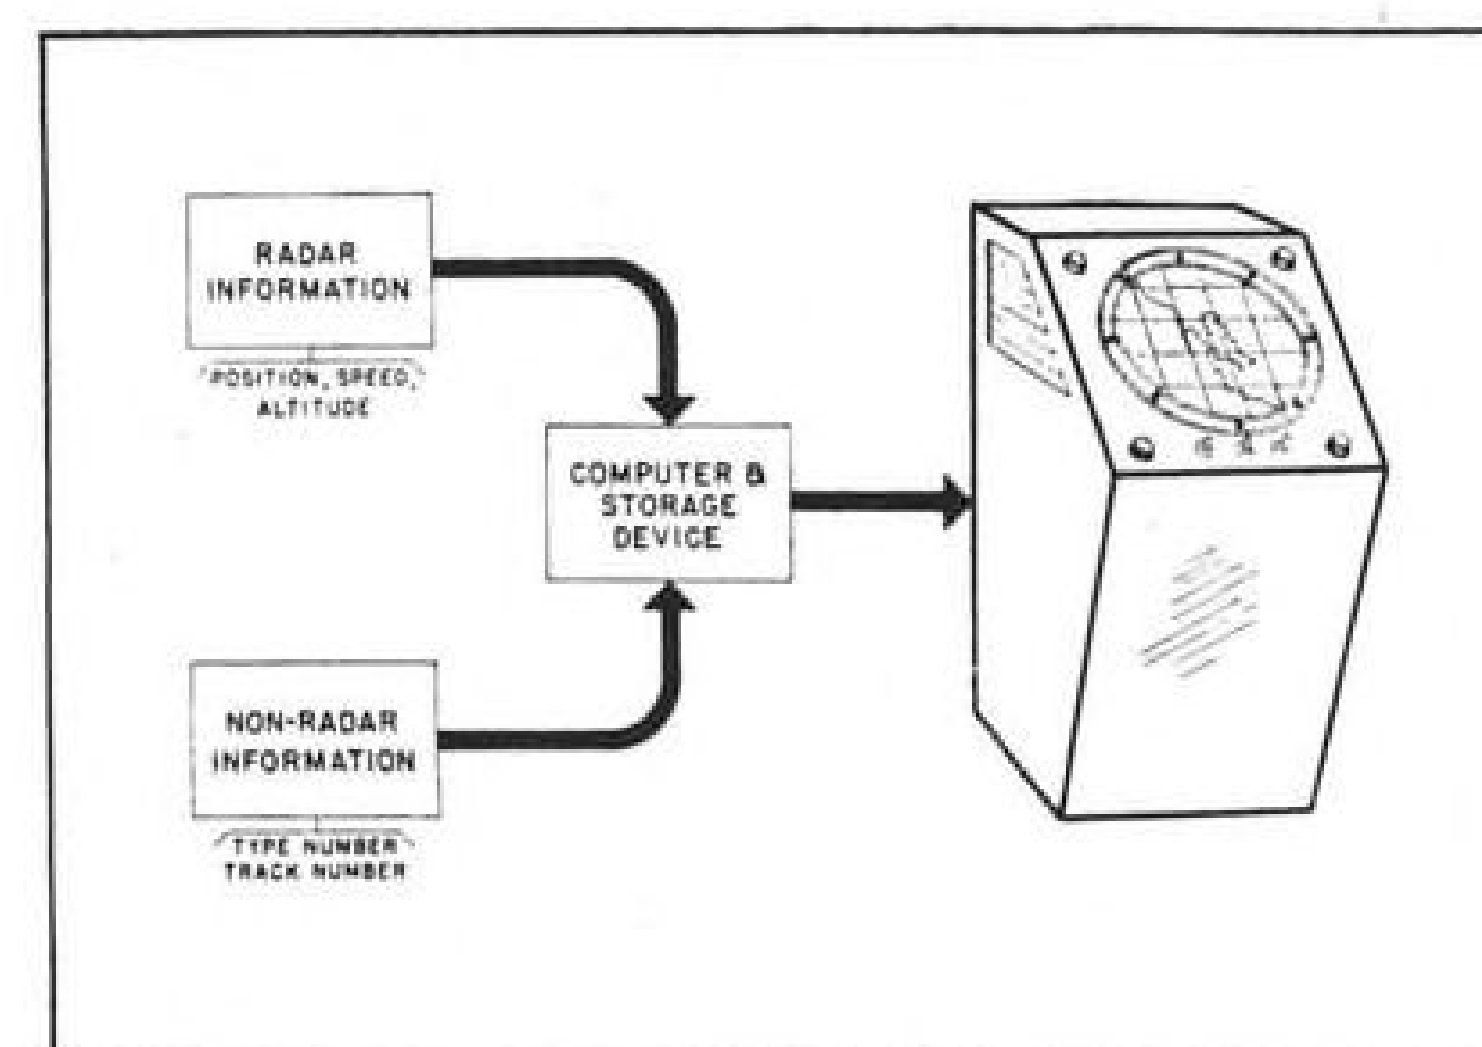 RADAR
INFORMATION
POSITION, SPEED,
ALTITUDE
COMPUTER &
STORAGE
DEVICE
NON-RADAR
INFORMATION
TYPE NUMBER
TRACK NUMBER